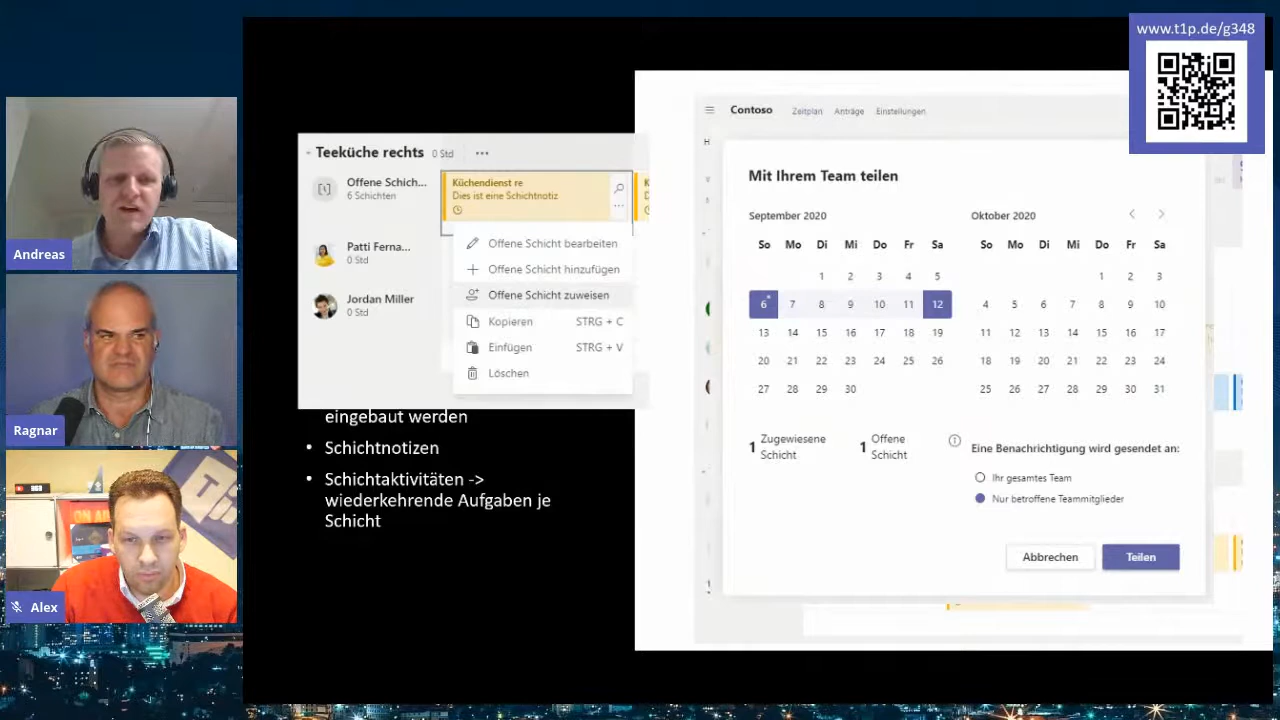 www.t1p.de/g348
Andreas
Ragnar
Alex
Teeküche rechts 0 Std ...
Offene Schich...
6 Schichten
Küchendienst re
Dies ist eine Schichtnotiz
Patti Ferna...
0 Std
Jordan Miller
0 Std
Offene Schicht bearbeiten
Offene Schicht hinzufügen
Offene Schicht zuweisen
Kopieren STRG + C
Einfügen STRG + V
Löschen
eingebaut werden
• Schichtnotizen
• Schichtaktivitäten ->
wiederkehrende Aufgaben je
Schicht
Contoso Zeitplan Anträge Einstellungen
Mit Ihrem Team teilen
September 2020
So Mo Di Mi Do Fr Sa
1 2 3 4 5
6 7 8 9 10 11 12
13 14 15 16 17 18 19
20 21 22 23 24 25 26
27 28 29 30
Oktober 2020
So Mo Di Mi Do Fr Sa
1 2 3
4 5 6 7 8 9 10
11 12 13 14 15 16 17
18 19 20 21 22 23 24
25 26 27 28 29 30 31
1 Zugewiesene
Schicht
1 Offene
Schicht
Eine Benachrichtigung wird gesendet an:
Ihr gesamtes Team
Nur betroffene Teammitglieder
Abbrechen
Teilen